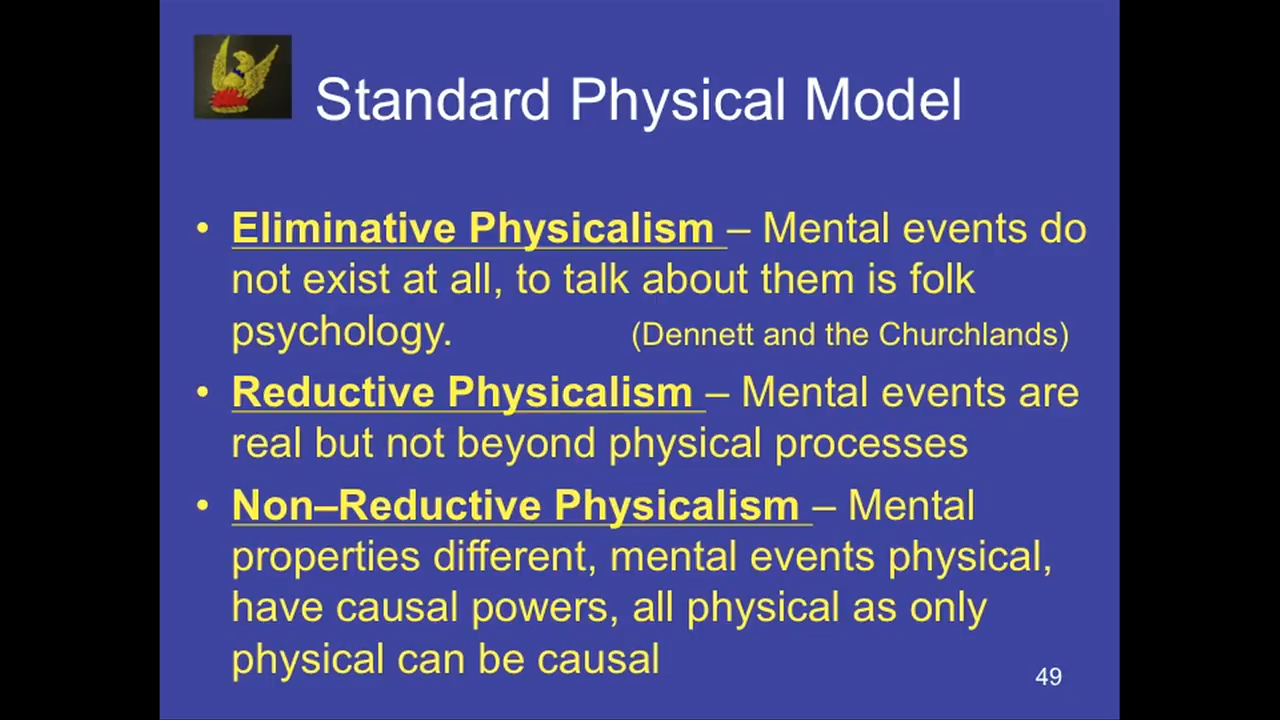 Standard Physical Model
• Eliminative Physicalism – Mental events do
not exist at all, to talk about them is folk
psychology. (Dennett and the Churchlands)
• Reductive Physicalism – Mental events are
real but not beyond physical processes
• Non–Reductive Physicalism – Mental
properties different, mental events physical,
have causal powers, all physical as only
physical can be causal
49